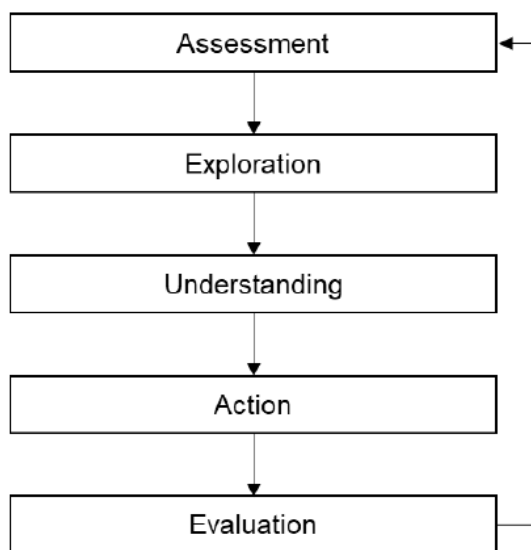 Assessment
Exploration
Understanding
Action
Evaluation